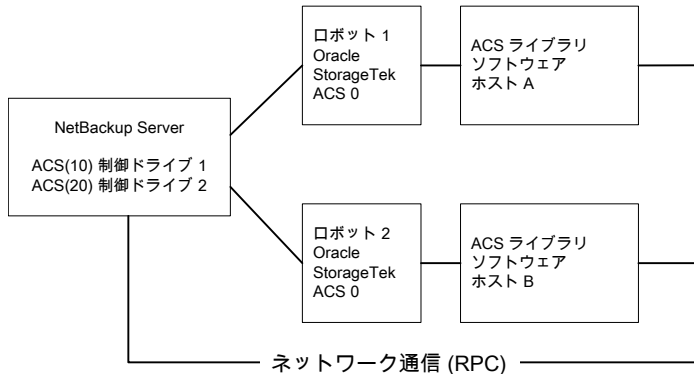 ロボット 1
Oracle
StorageTek
ACS 0
ACS ライブラリ
ソフトウェア
ホスト A
NetBackup Server
ACS(10) 制御ドライブ 1
ACS(20) 制御ドライブ 2
ロボット 2
Oracle
StorageTek
ACS 0
ACS ライブラリ
ソフトウェア
ホスト B
ネットワーク通信 (RPC)